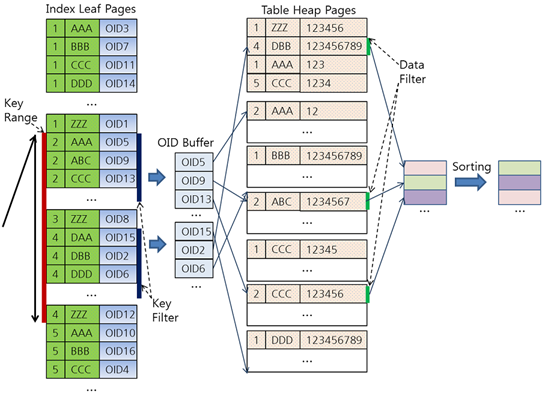 Index Leaf Pages
1 AAA OID3
1 BBB OID7
1 CCC OID11
1 DDD OID14
...
Key
Range
1 ZZZ OID1
2 AAA OID5
2 ABC OID9
2 CCC OID13
...
3 ZZZ OID8
4 DAA OID15
4 DBB OID2
4 DDD OID6
...
4 ZZZ OID12
5 AAA OID10
5 BBB OID16
5 CCC OID4
...
Key
Filter
OID Buffer
OID5
OID9
OID13
...
OID15
OID2
OID6
...
Table Heap Pages
1 ZZZ 123456
4 DBB 123456789
1 AAA 123
5 CCC 1234
2 AAA 12
...
1 BBB 123456789
...
2 ABC 1234567
...
1 CCC 12345
...
2 CCC 123456
...
1 DDD 123456789
...
Data
Filter
...
Sorting
...